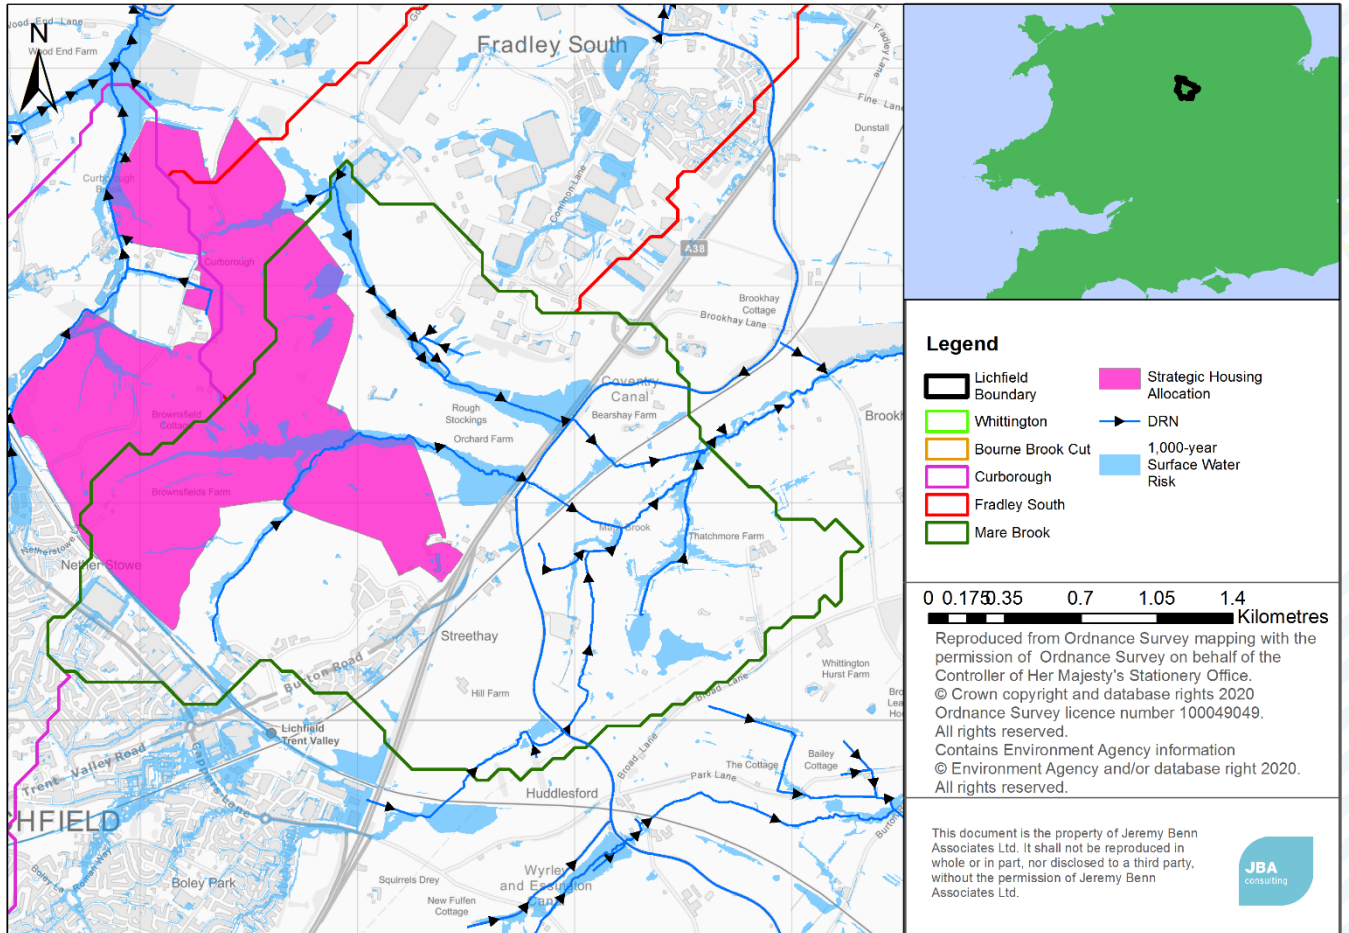 Wood End Lane
Wood End Farm
N
Fradley South
Fradley Lane
Fine Lane
Dunstall
Common Lane
A38
Curborough
Curborough
Brookhay
Cottage
Brookhay Lane
Coventry
Canal
Bearshay Farm
Rough
Stockings
Orchard Farm
Brownsfield
Cottage
Brownsfields Farm
Brookh
Mare Brook
Thatchmore Farm
Netherstowe
Nether Stowe
Streethay
Burton Road
Hill Farm
Whittington
Hurst Farm
Broad Lane
Lichfield
Trent Valley
Trent Valley Road
Cappers Lane
Broad Lane
Park Lane
The Cottage
Bailey
Cottage
Huddlesford
CHFIELD
Boley Park
Squirrels Drey
New Fulfen
Cottage
Wyrley
and Essington
Canal
Legend
Lichfield
Boundary
Whittington
Bourne Brook Cut
Curborough
Fradley South
Mare Brook
Strategic Housing
Allocation
DRN
1,000-year
Surface Water
Risk
0 0.175 0.35 0.7 1.05 1.4
Kilometres
Reproduced from Ordnance Survey mapping with the
permission of Ordnance Survey on behalf of the
Controller of Her Majesty's Stationery Office.
© Crown copyright and database rights 2020
Ordnance Survey licence number 100049049.
All rights reserved.
Contains Environment Agency information
© Environment Agency and/or database right 2020.
All rights reserved.
This document is the property of Jeremy Benn
Associates Ltd. It shall not be reproduced in
whole or in part, nor disclosed to a third party,
without the permission of Jeremy Benn
Associates Ltd.
JBA
consulting